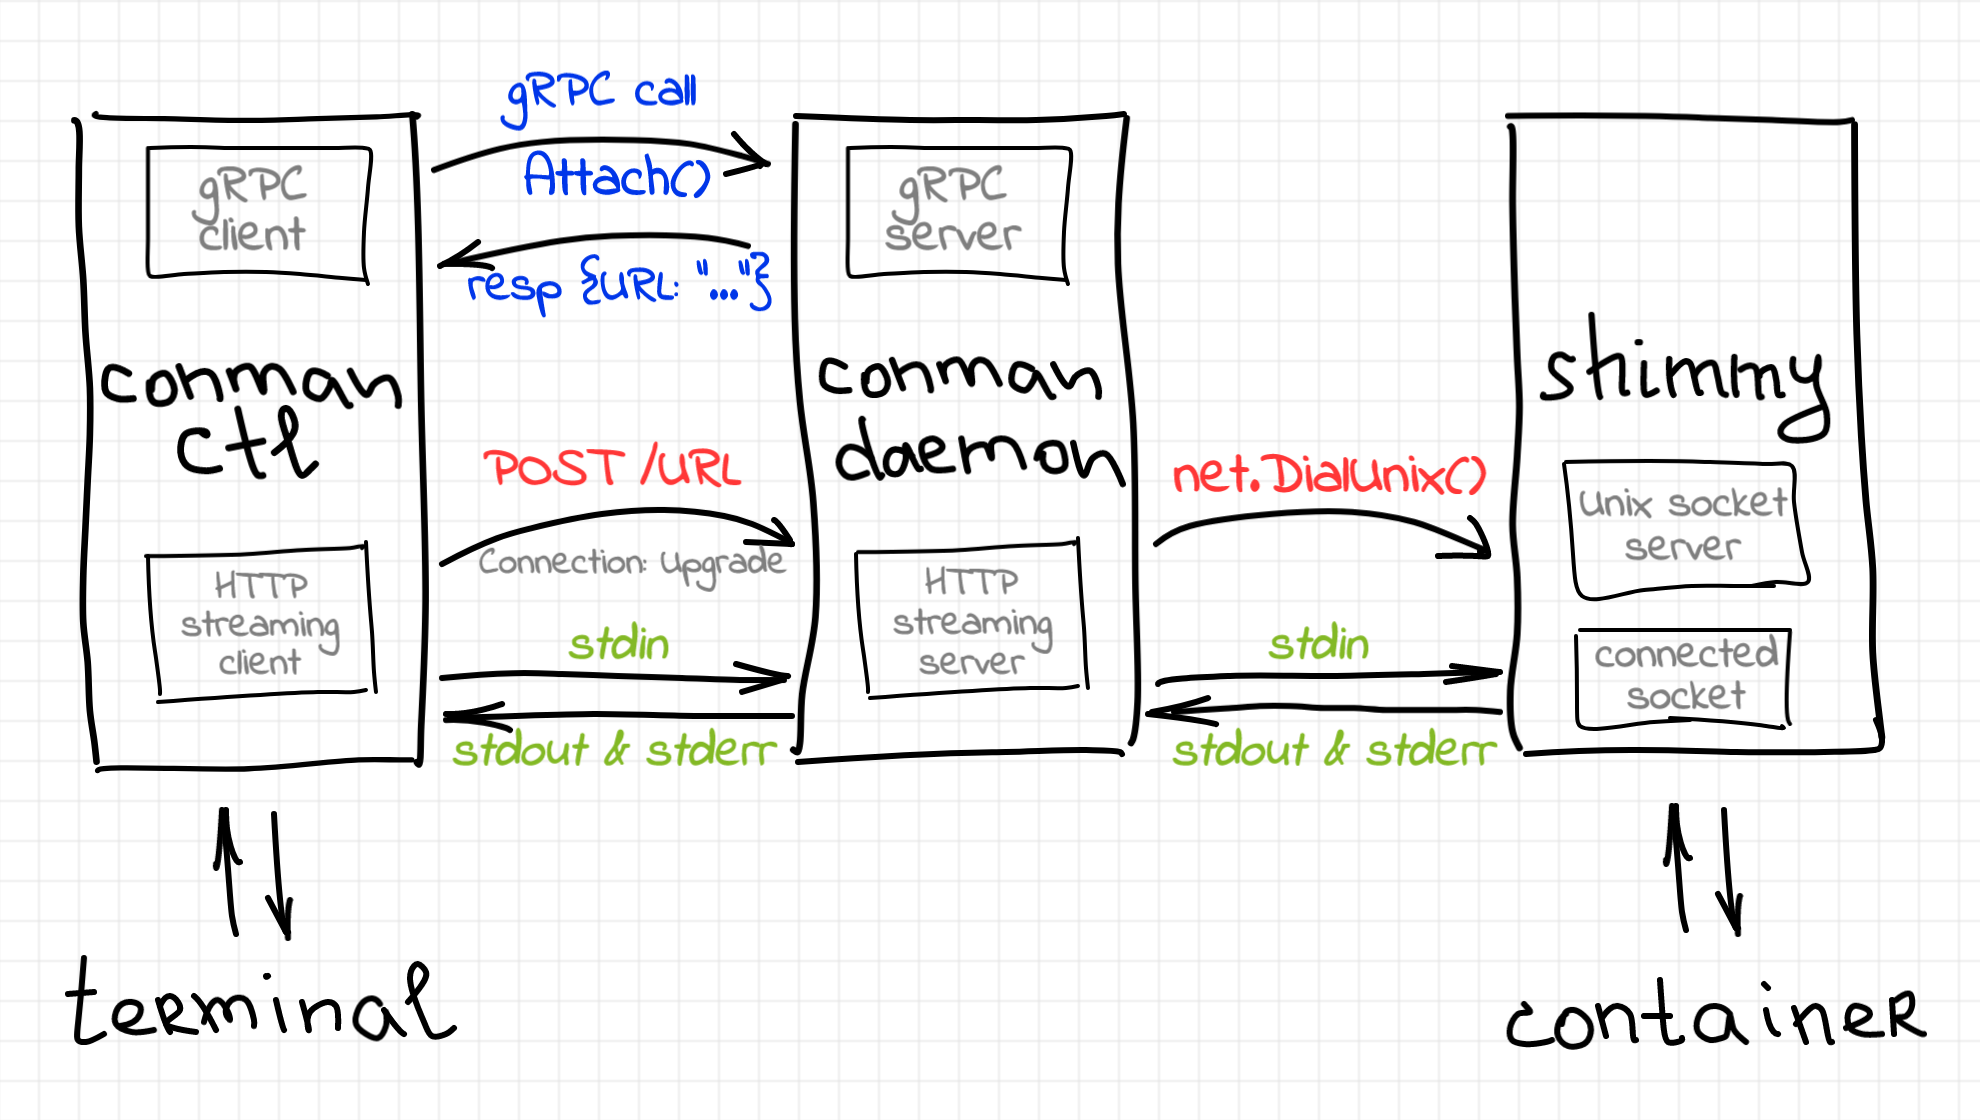 gRPC call
Attach()
resp {URL: "..."}
gRPC
client
conman
ctl
HTTP
streaming
client
POST /URL
Connection: Upgrade
stdin
stdout & stderr
gRPC
server
conman
daemon
HTTP
streaming
server
net.DialUnix()
stdin
stdout & stderr
shimmy
Unix socket
server
connected
socket
terminal
container